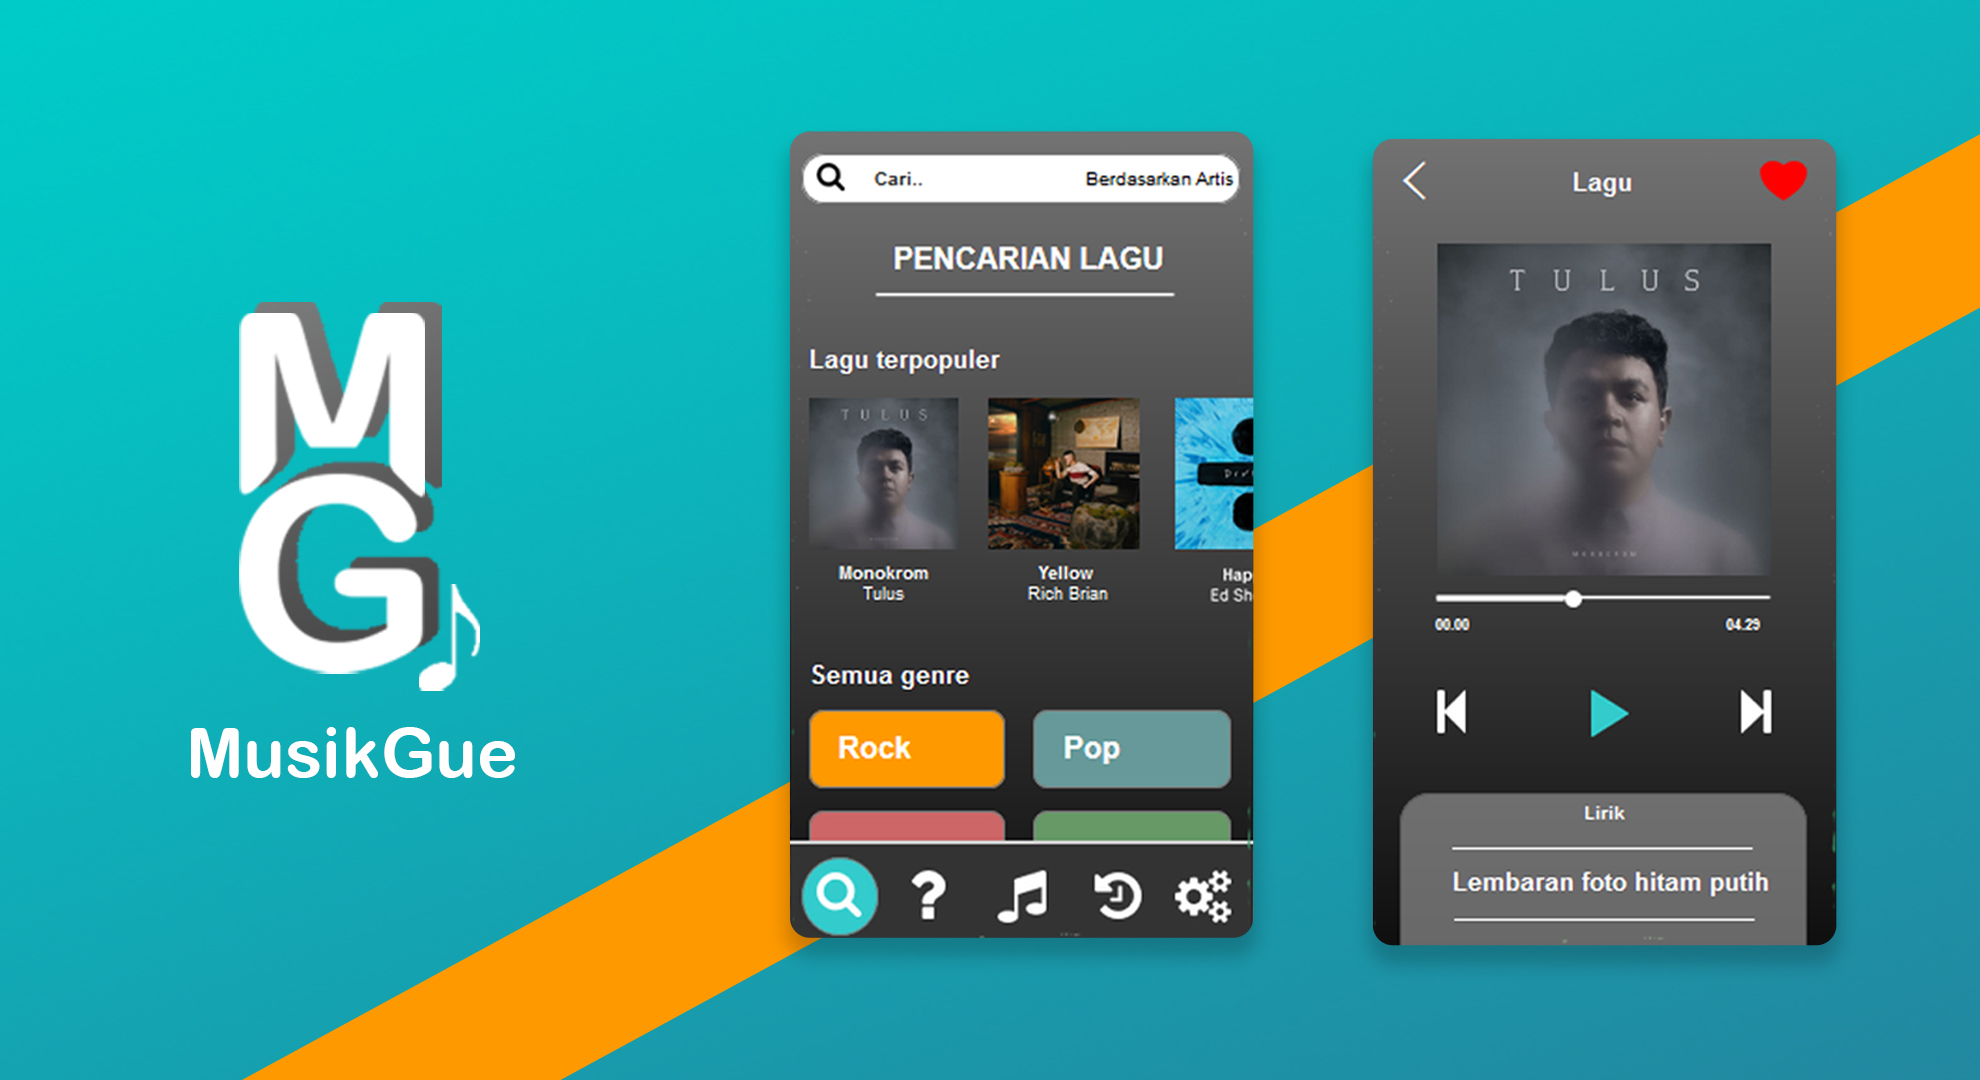 MG
MusikGue
Cari..
Berdasarkan Artis
PENCARIAN LAGU
Lagu terpopuler
TULUS
Monokrom
Tulus
Yellow
Rich Brian
Hap
Ed Sh
Semua genre
Rock
Pop
Lagu
TULUS
MONOKROM
00.00
04.29
Lirik
Lembaran foto hitam putih